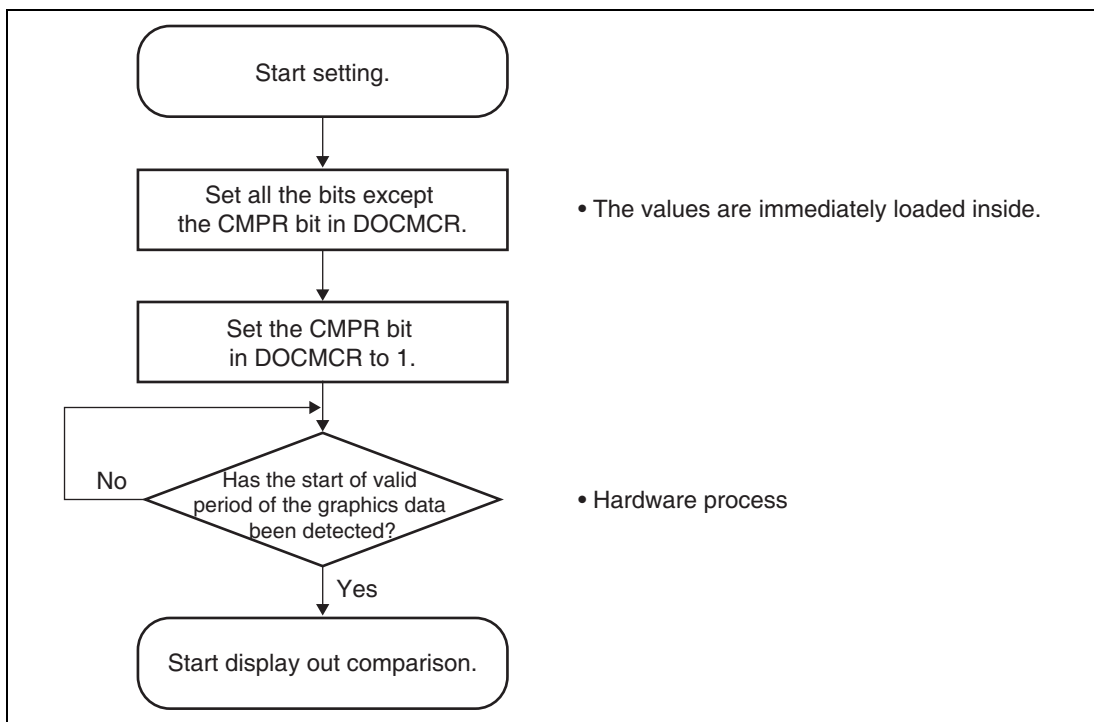 Start setting.
Set all the bits except
the CMPR bit in DOCMCR.
• The values are immediately loaded inside.
Set the CMPR bit
in DOCMCR to 1.
No
Has the start of valid
period of the graphics data
been detected?
• Hardware process
Yes
Start display out comparison.